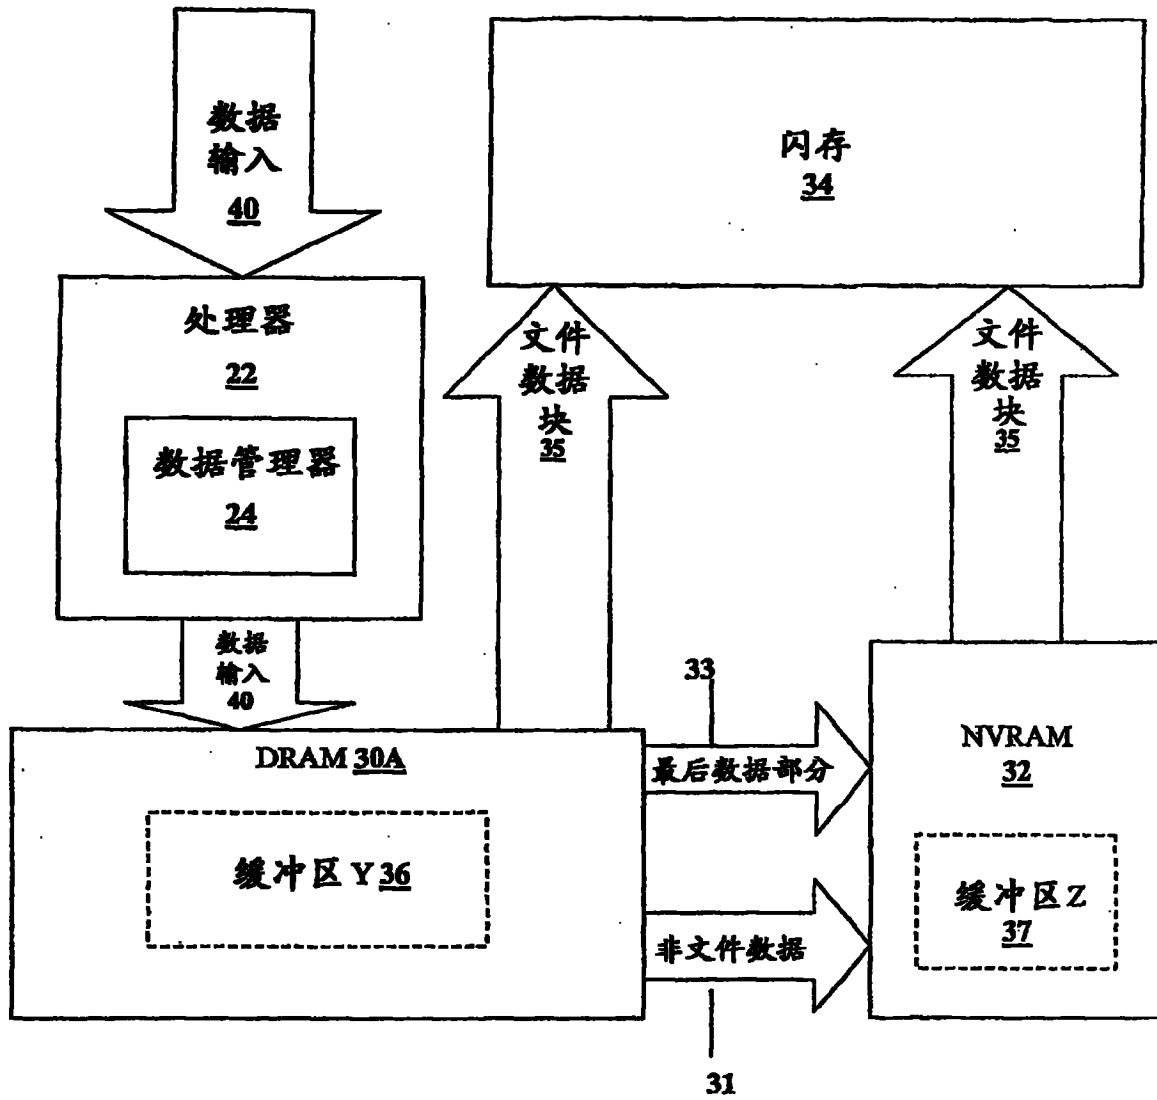 数据
输入
40
闪存
34
处理器
22
数据管理器
24
文件
数据
块
35
文件
数据
块
35
数据
输入
40
DRAM 30A
缓冲区 Y 36
33
最后数据部分
非文件数据
31
NVRAM
32
缓冲区 Z
37